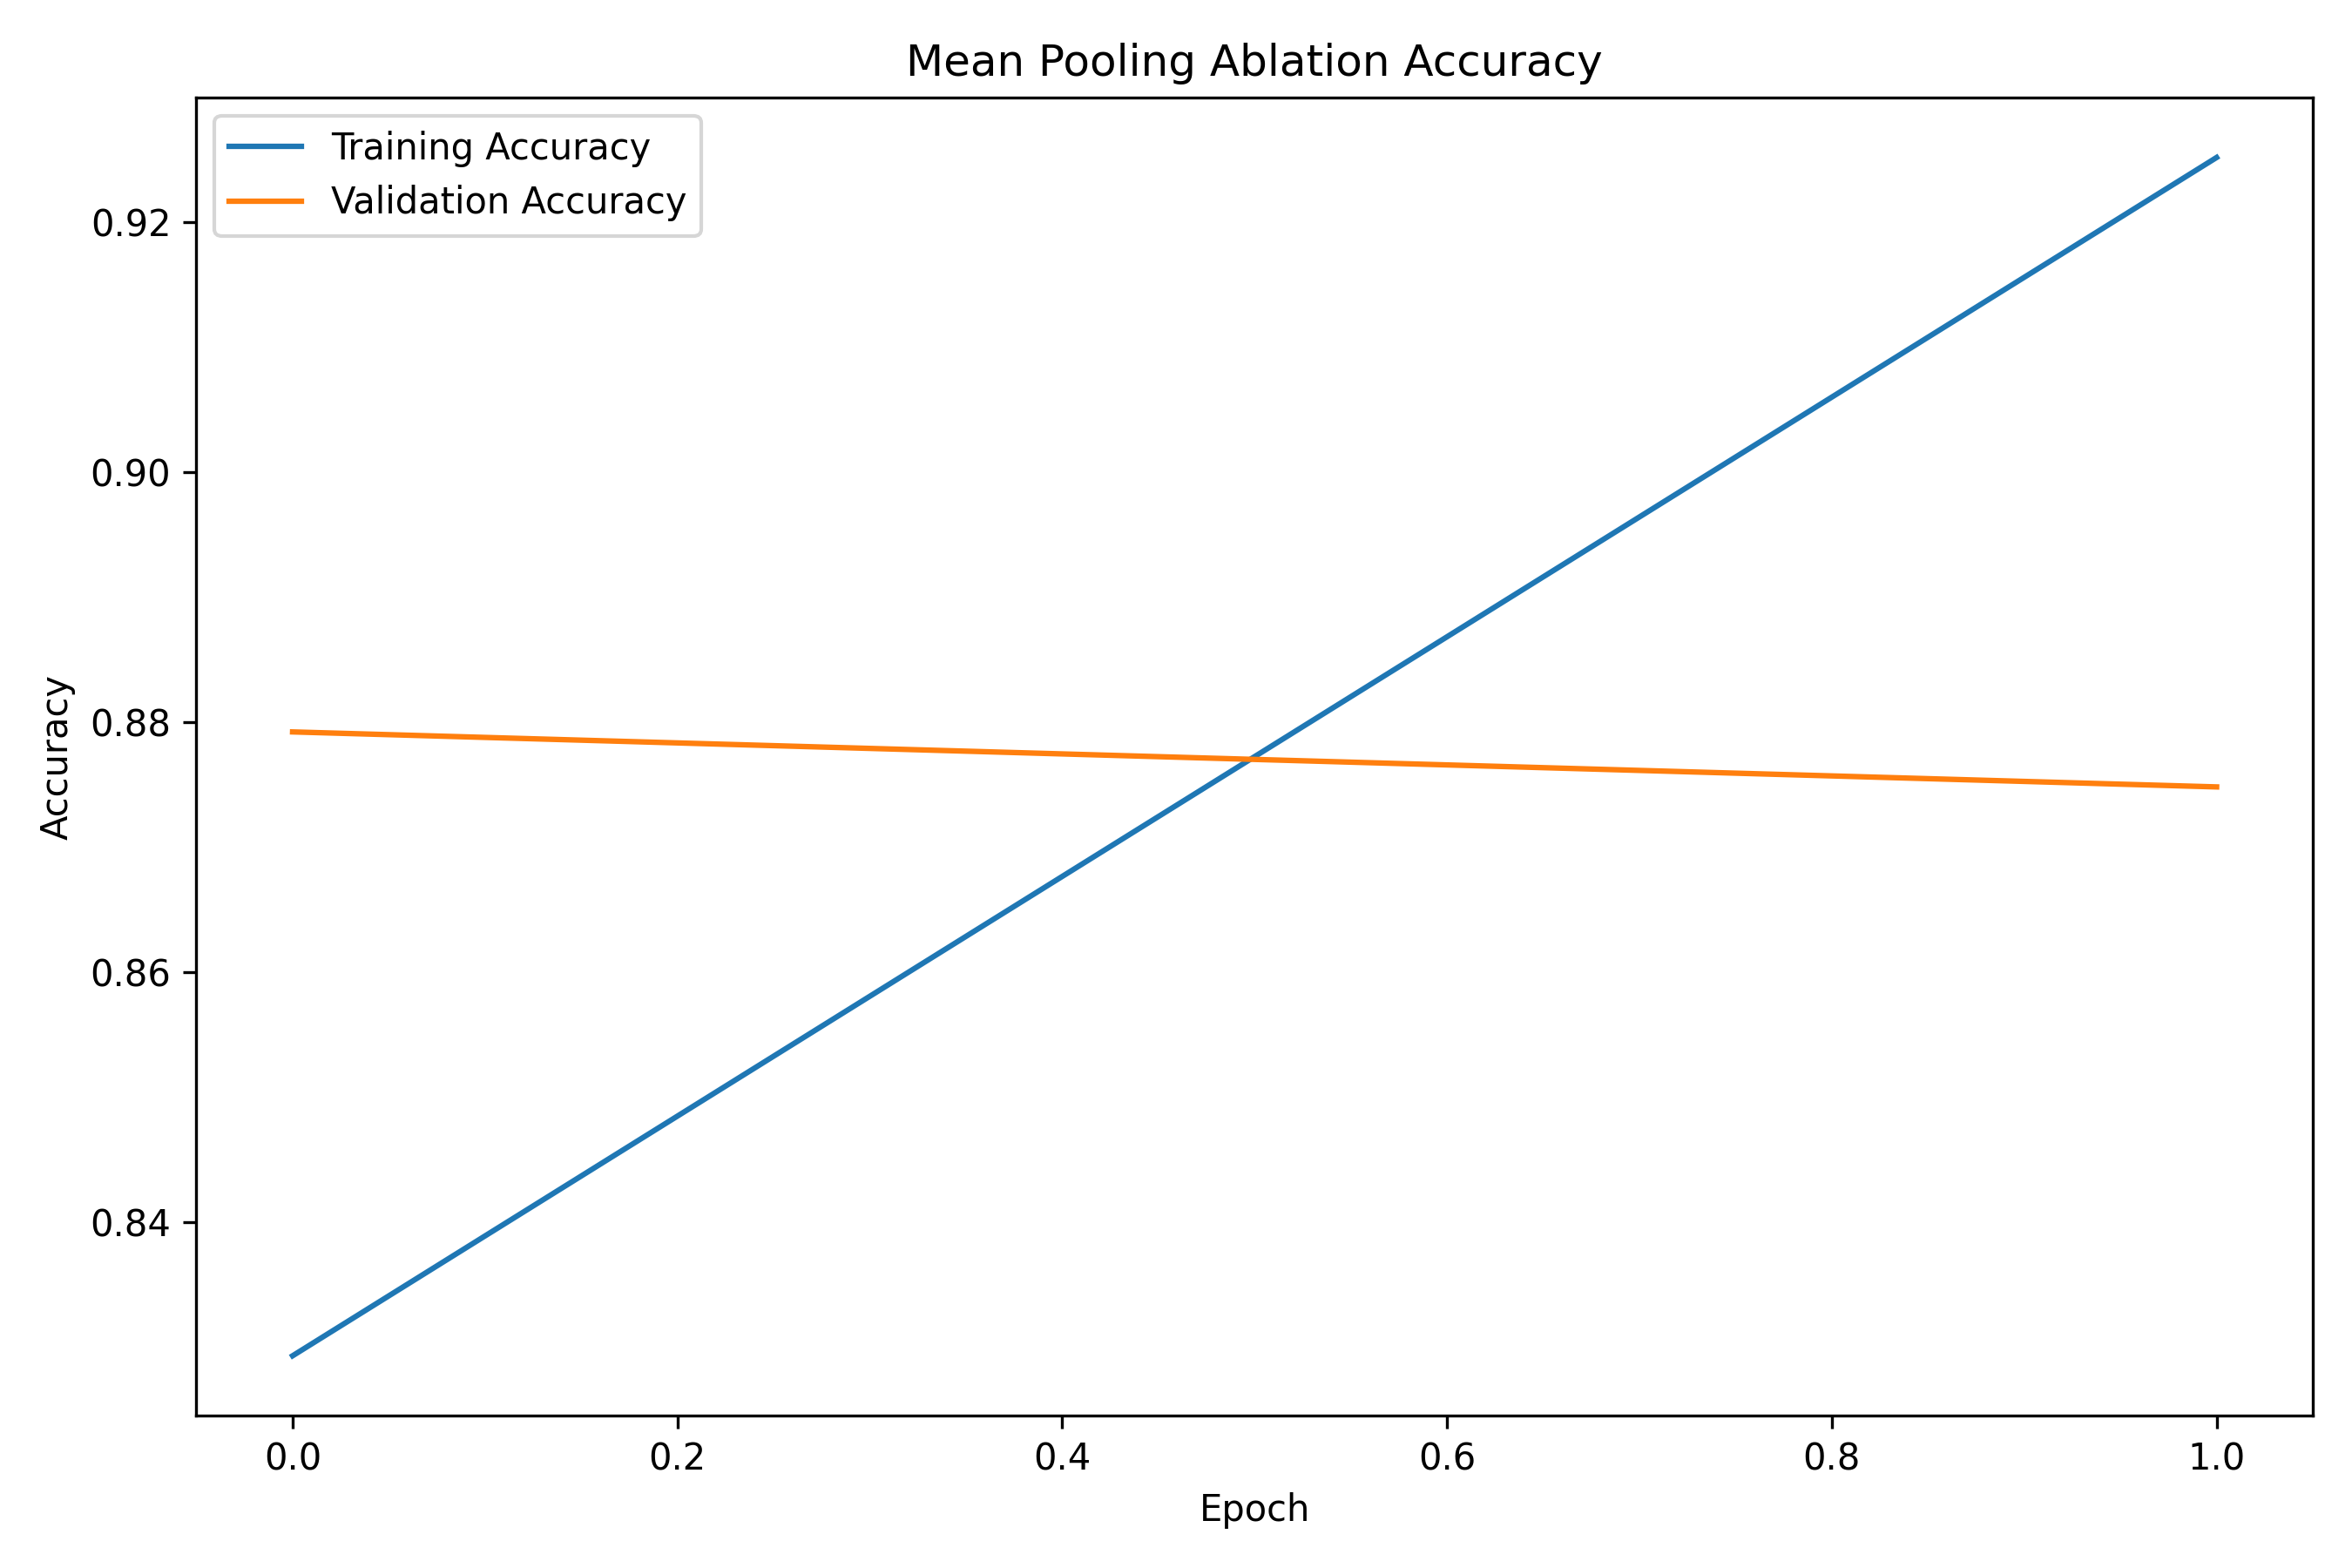 Mean Pooling Ablation Accuracy
Training Accuracy
Validation Accuracy
Accuracy
0.92
0.90
0.88
0.86
0.84
0.0 0.2 0.4 0.6 0.8 1.0
Epoch